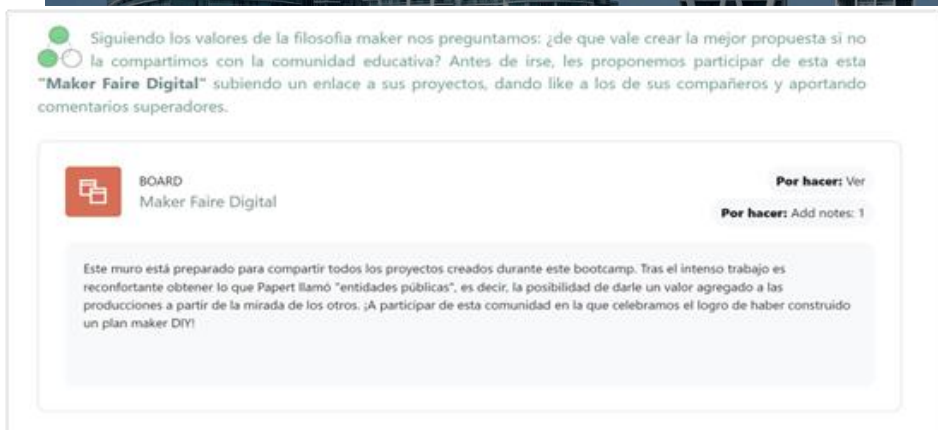 Siguiendo los valores de la filosofia maker nos preguntamos: ¿de que vale crear la mejor propuesta si no
la compartimos con la comunidad educativa? Antes de irse, les proponemos participar de esta esta
"Maker Faire Digital" subiendo un enlace a sus proyectos, dando like a los de sus compañeros y aportando
comentarios superadores.
BOARD
Maker Faire Digital
Por hacer: Ver
Por hacer: Add notes: 1
Este muro está preparado para compartir todos los proyectos creados durante este bootcamp. Tras el intenso trabajo es
reconfortante obtener lo que Papert llamó "entidades públicas", es decir, la posibilidad de darle un valor agregado a las
producciones a partir de la mirada de los otros. ¡A participar de esta comunidad en la que celebramos el logro de haber construido
un plan maker DIY!